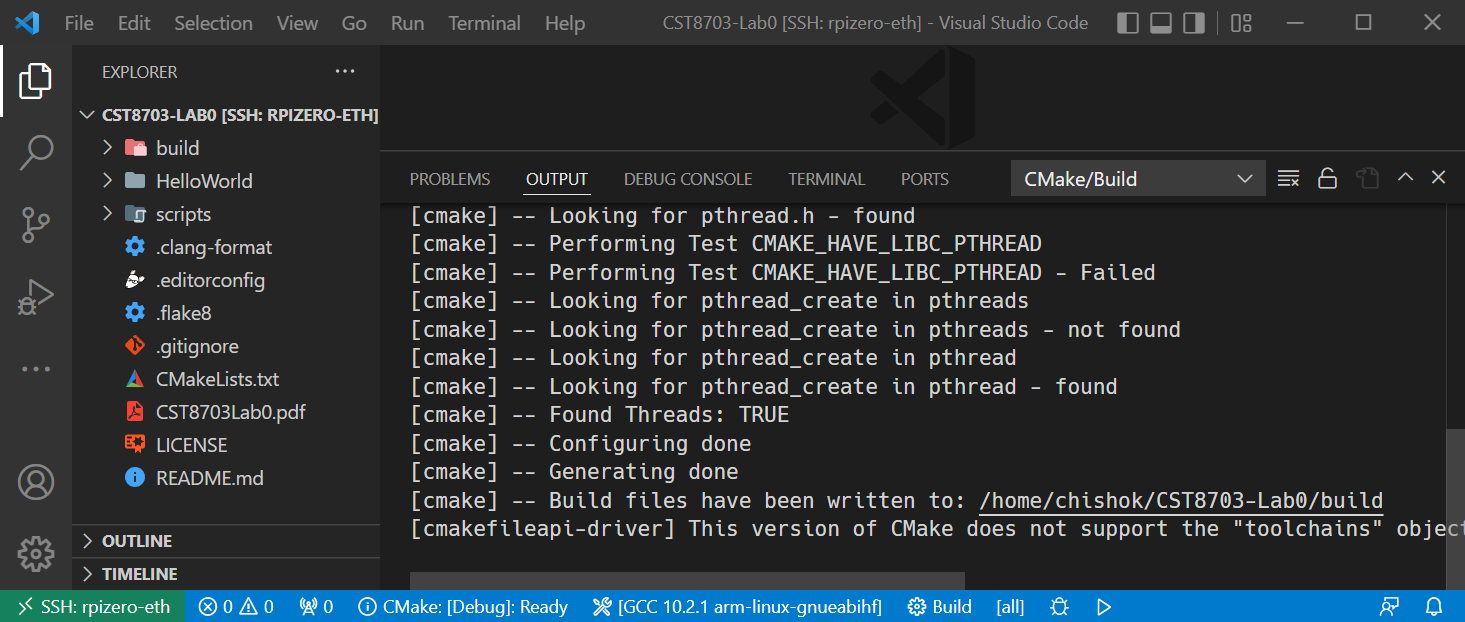 File Edit Selection View Go Run Terminal Help CST8703-Lab0 [SSH: rpizero-eth] - Visual Studio Code
EXPLORER
CST8703-LAB0 [SSH: RPIZERO-ETH]
build
HelloWorld
scripts
.clang-format
.editorconfig
.flake8
.gitignore
CMakeLists.txt
CST8703Lab0.pdf
LICENSE
README.md
OUTLINE
TIMELINE
PROBLEMS OUTPUT DEBUG CONSOLE TERMINAL PORTS CMake/Build
[cmake] -- Looking for pthread.h - found
[cmake] -- Performing Test CMAKE_HAVE_LIBC_PTHREAD
[cmake] -- Performing Test CMAKE_HAVE_LIBC_PTHREAD - Failed
[cmake] -- Looking for pthread_create in pthreads
[cmake] -- Looking for pthread_create in pthreads - not found
[cmake] -- Looking for pthread_create in pthread
[cmake] -- Looking for pthread_create in pthread - found
[cmake] -- Found Threads: TRUE
[cmake] -- Configuring done
[cmake] -- Generating done
[cmake] -- Build files have been written to: /home/chishok/CST8703-Lab0/build
[cmakefileapi-driver] This version of CMake does not support the "toolchains" object
SSH: rpizero-eth 0 0 0 CMake: [Debug]: Ready [GCC 10.2.1 arm-linux-gnueabihf] Build [all]